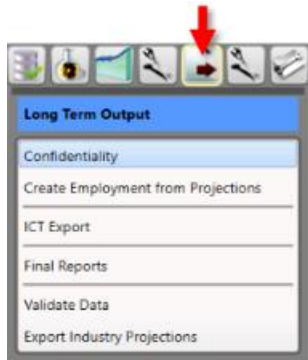 Long Term Output
Confidentiality
Create Employment from Projections
ICT Export
Final Reports
Validate Data
Export Industry Projections